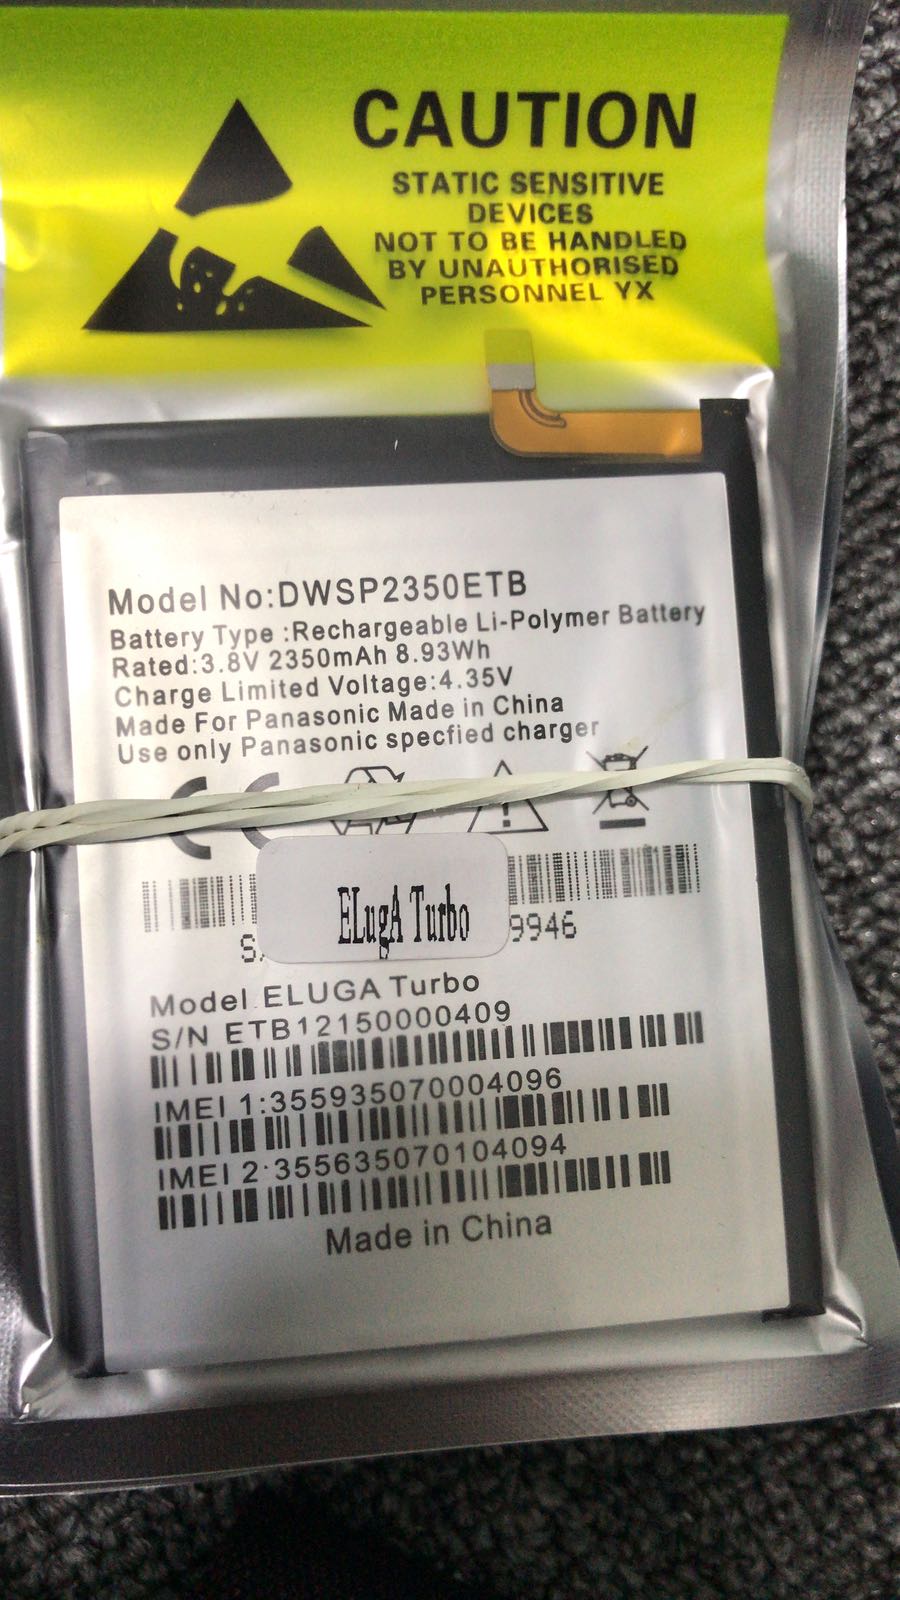 CAUTION
STATIC SENSITIVE
DEVICES
NOT TO BE HANDLED
BY UNAUTHORISED
PERSONNEL YX
Model No:DWSP2350ETB
Battery Type :Rechargeable Li-Polymer Battery
Rated:3.8V 2350mAh 8.93Wh
Charge Limited Voltage:4.35V
Made For Panasonic Made in China
Use only Panasonic specfied charger
CE
ELugA Turbo
9946
Model ELUGA Turbo
S/N ETB12150000409
IMEI 1:355935070004096
IMEI 2:355635070104094
Made in China